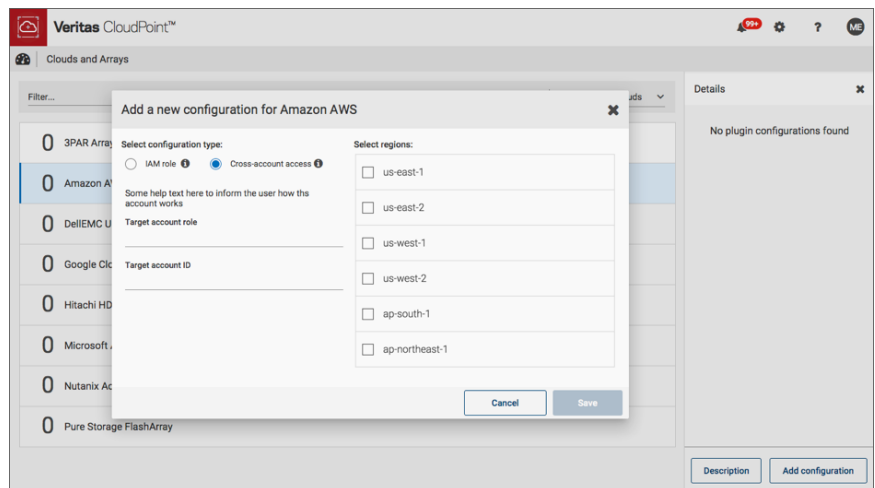 Veritas CloudPoint™
99+
?
ME
Clouds and Arrays
Filter...
uds
Details
No plugin configurations found
Add a new configuration for Amazon AWS
Select configuration type:
IAM role
Cross-account access
Some help text here to inform the user how ths
account works
Target account role
Target account ID
Select regions:
us-east-1
us-east-2
us-west-1
us-west-2
ap-south-1
ap-northeast-1
Cancel
Save
0 3PAR Array
0 Amazon A
0 DellEMC U
0 Google Clo
0 Hitachi HD
0 Microsoft
0 Nutanix Ac
0 Pure Storage FlashArray
Description
Add configuration